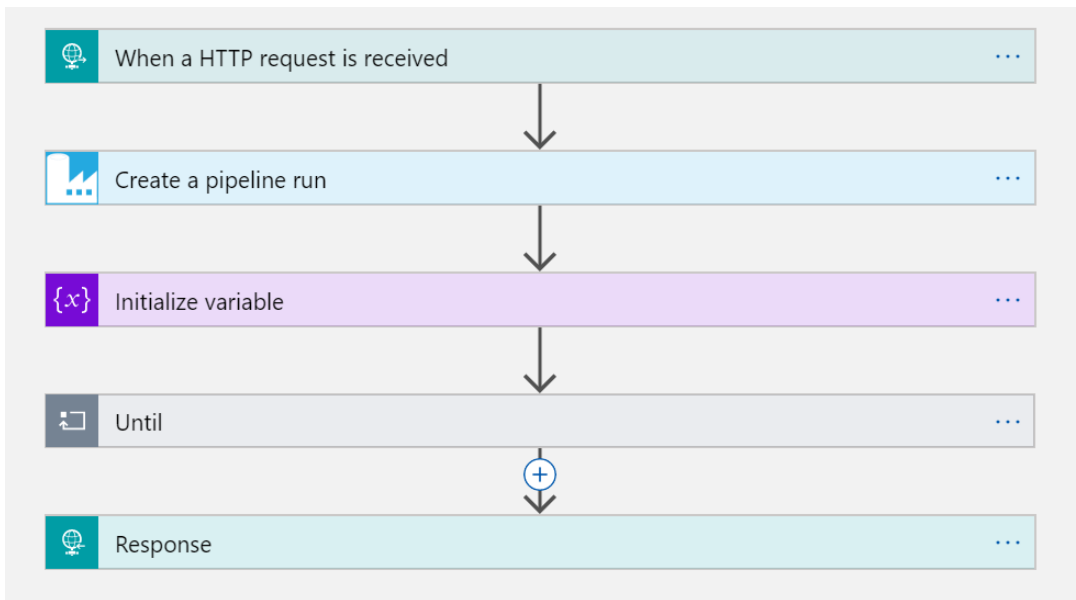 When a HTTP request is received
Create a pipeline run
{x} Initialize variable
Until
Response